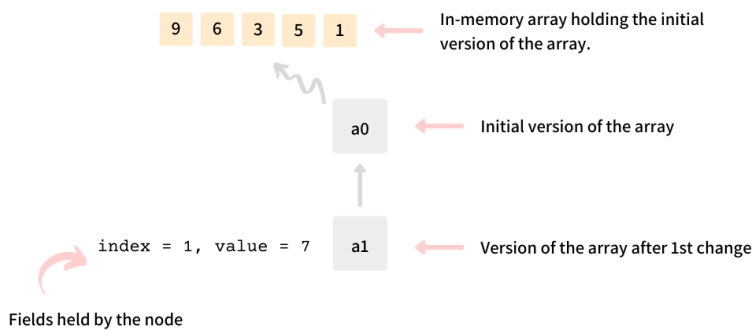 9 6 3 5 1
In-memory array holding the initial
version of the array.
a0
Initial version of the array
index = 1, value = 7
a1
Version of the array after 1st change
Fields held by the node